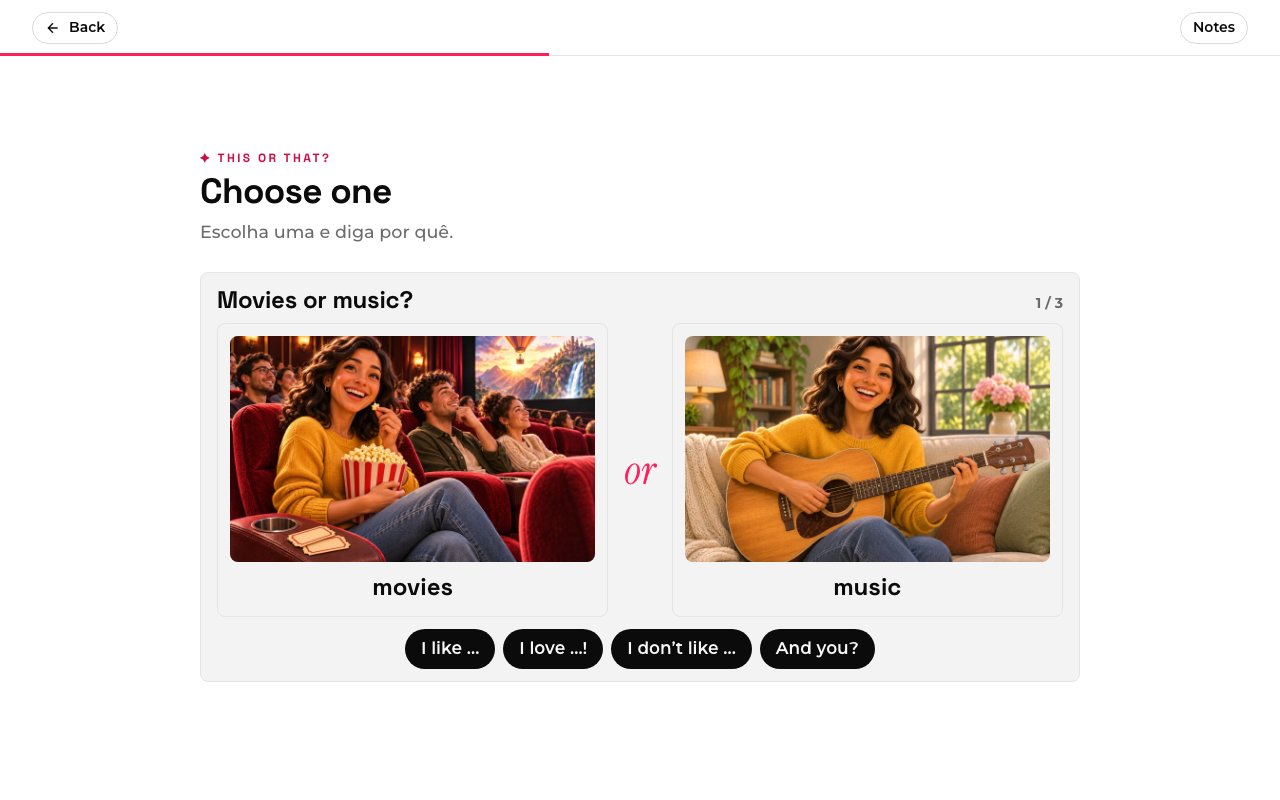 Back
Notes
THIS OR THAT?
Choose one
Escolha uma e diga por quê.
Movies or music?
1 / 3
or
movies
music
I like ...
I love ...!
I don’t like ...
And you?